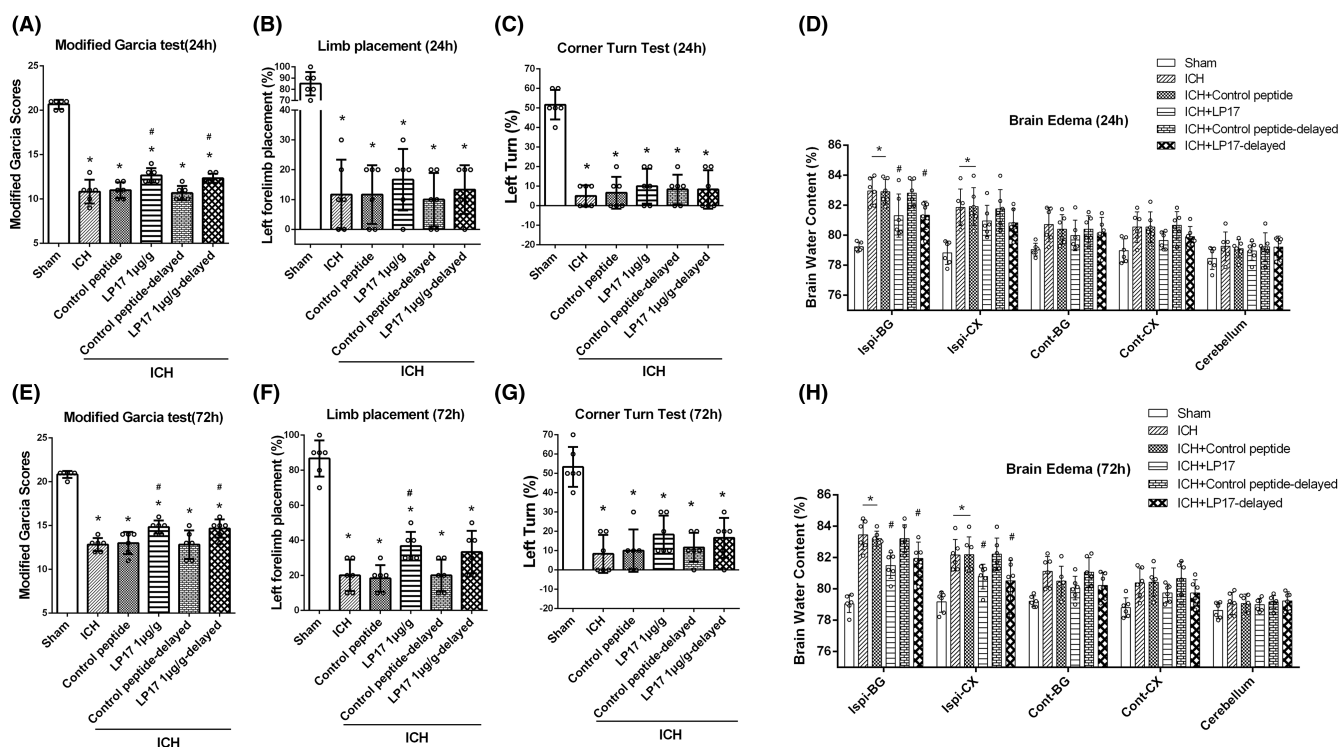 (A)
Modified Garcia test(24h)
Modified Garcia Scores
25
20
15
10
5
*
*
#
*
*
#
*
Sham
ICH
Control peptide
LP17 1μg/g
Control peptide-delayed
LP17 1μg/g-delayed
ICH
(B)
Limb placement (24h)
Left forelimb placement (%)
100
90
80
70
40
30
20
10
0
*
*
*
*
*
Sham
ICH
Control peptide
LP17 1μg/g
Control peptide-delayed
LP17 1μg/g-delayed
ICH
(C)
Corner Turn Test (24h)
Left Turn (%)
70
60
50
40
30
20
10
0
-10
-20
*
*
*
*
*
Sham
ICH
Control peptide
LP17 1μg/g
Control peptide-delayed
LP17 1μg/g-delayed
ICH
(D)
Sham
ICH
ICH+Control peptide
ICH+LP17
ICH+Control peptide-delayed
ICH+LP17-delayed
Brain Edema (24h)
Brain Water Content (%)
86
84
82
80
78
76
*
#
#
*
Ispi-BG
Ispi-CX
Cont-BG
Cont-CX
Cerebellum
(E)
Modified Garcia test(72h)
Modified Garcia Scores
25
20
15
10
5
*
*
#
*
*
#
*
Sham
ICH
Control peptide
LP17 1μg/g
Control peptide-delayed
LP17 1μg/g-delayed
ICH
(F)
Limb placement (72h)
Left forelimb placement (%)
100
80
60
40
20
0
*
*
#
*
*
*
Sham
ICH
Control peptide
LP17 1μg/g
Control peptide-delayed
LP17 1μg/g-delayed
ICH
(G)
Corner Turn Test (72h)
Left Turn (%)
70
60
50
40
30
20
10
0
-10
-20
*
*
*
*
*
Sham
ICH
Control peptide
LP17 1μg/g
Control peptide-delayed
LP17 1μg/g-delayed
ICH
(H)
Sham
ICH
ICH+Control peptide
ICH+LP17
ICH+Control peptide-delayed
ICH+LP17-delayed
Brain Edema (72h)
Brain Water Content (%)
86
84
82
80
78
76
*
#
*
*
#
#
Ispi-BG
Ispi-CX
Cont-BG
Cont-CX
Cerebellum